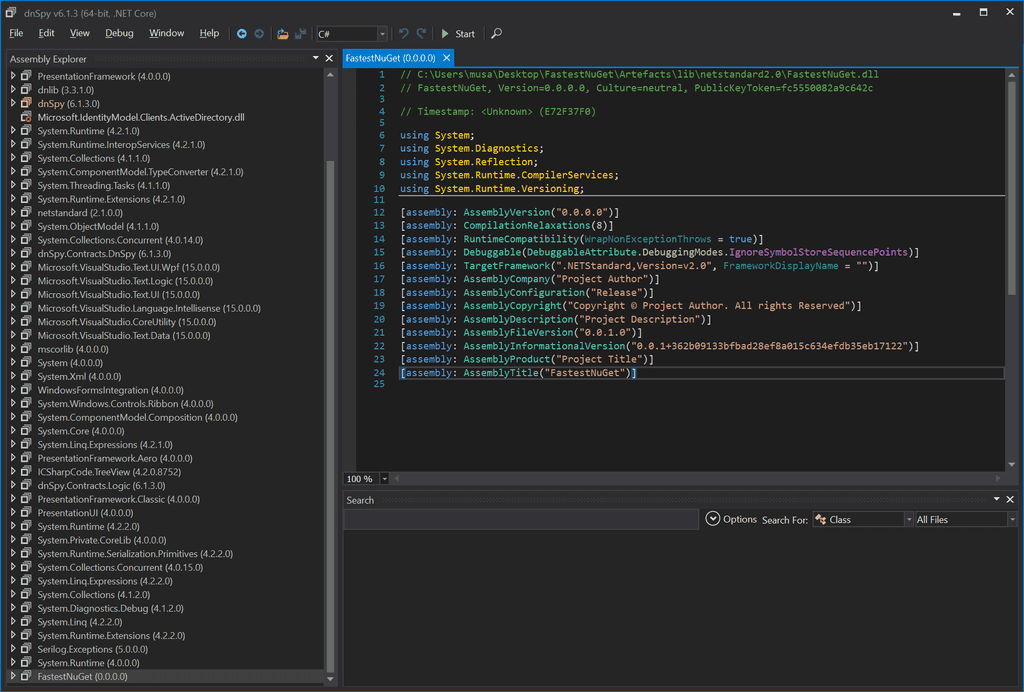 dnSpy v6.1.3 (64-bit, .NET Core)
File Edit View Debug Window Help C# Start
Assembly Explorer
PresentationFramework (4.0.0.0)
dnlib (3.3.1.0)
dnSpy (6.1.3.0)
Microsoft.IdentityModel.Clients.ActiveDirectory.dll
System.Runtime (4.2.1.0)
System.Runtime.InteropServices (4.2.1.0)
System.Collections (4.1.1.0)
System.ComponentModel.TypeConverter (4.2.1.0)
System.Threading.Tasks (4.1.1.0)
System.Runtime.Extensions (4.2.1.0)
netstandard (2.1.0.0)
System.ObjectModel (4.1.1.0)
System.Collections.Concurrent (4.0.14.0)
dnSpy.Contracts.DnSpy (6.1.3.0)
Microsoft.VisualStudio.Text.UI.Wpf (15.0.0.0)
Microsoft.VisualStudio.Text.Logic (15.0.0.0)
Microsoft.VisualStudio.Text.UI (15.0.0.0)
Microsoft.VisualStudio.Language.Intellisense (15.0.0.0)
Microsoft.VisualStudio.CoreUtility (15.0.0.0)
Microsoft.VisualStudio.Text.Data (15.0.0.0)
mscorlib (4.0.0.0)
System (4.0.0.0)
System.Xml (4.0.0.0)
WindowsFormsIntegration (4.0.0.0)
System.Windows.Controls.Ribbon (4.0.0.0)
System.ComponentModel.Composition (4.0.0.0)
System.Core (4.0.0.0)
System.Linq.Expressions (4.2.1.0)
PresentationFramework.Aero (4.0.0.0)
ICSharpCode.TreeView (4.2.0.8752)
dnSpy.Contracts.Logic (6.1.3.0)
PresentationFramework.Classic (4.0.0.0)
PresentationUI (4.0.0.0)
System.Runtime (4.2.2.0)
System.Private.CoreLib (4.0.0.0)
System.Runtime.Serialization.Primitives (4.2.2.0)
System.Collections.Concurrent (4.0.15.0)
System.Linq.Expressions (4.2.2.0)
System.Collections (4.1.2.0)
System.Diagnostics.Debug (4.1.2.0)
System.Linq (4.2.2.0)
System.Runtime.Extensions (4.2.2.0)
Serilog.Exceptions (5.0.0.0)
System.Runtime (4.0.0.0)
FastestNuGet (0.0.0.0)
FastestNuGet (0.0.0.0)
1 // C:\Users\musa\Desktop\FastestNuGet\Artefacts\lib\netstandard2.0\FastestNuGet.dll
2 // FastestNuGet, Version=0.0.0.0, Culture=neutral, PublicKeyToken=fc5550082a9c642c
3
4 // Timestamp: <Unknown> (E72F37F0)
5
6 using System;
7 using System.Diagnostics;
8 using System.Reflection;
9 using System.Runtime.CompilerServices;
10 using System.Runtime.Versioning;
11
12 [assembly: AssemblyVersion("0.0.0.0")]
13 [assembly: CompilationRelaxations(8)]
14 [assembly: RuntimeCompatibility(WrapNonExceptionThrows = true)]
15 [assembly: Debuggable(DebuggableAttribute.DebuggingModes.IgnoreSymbolStoreSequencePoints)]
16 [assembly: TargetFramework(".NETStandard,Version=v2.0", FrameworkDisplayName = "")]
17 [assembly: AssemblyCompany("Project Author")]
18 [assembly: AssemblyConfiguration("Release")]
19 [assembly: AssemblyCopyright("Copyright © Project Author. All rights Reserved")]
20 [assembly: AssemblyDescription("Project Description")]
21 [assembly: AssemblyFileVersion("0.0.1.0")]
22 [assembly: AssemblyInformationalVersion("0.0.1+362b09133bfbad28ef8a015c634efdb35eb17122")]
23 [assembly: AssemblyProduct("Project Title")]
24 [assembly: AssemblyTitle("FastestNuGet")]
25
100 %
Search
Options Search For: Class All Files